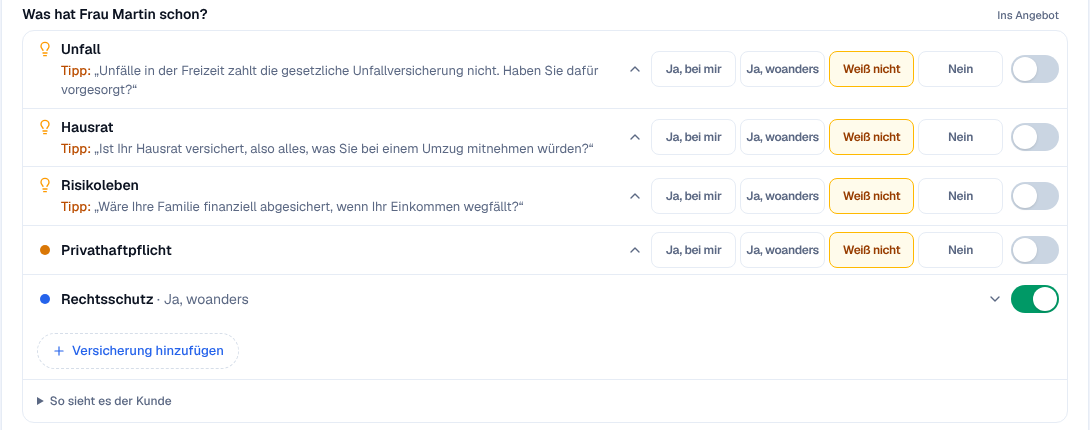 Was hat Frau Martin schon?
Ins Angebot
Unfall
Tipp: „Unfälle in der Freizeit zahlt die gesetzliche Unfallversicherung nicht. Haben Sie dafür
vorgesorgt?“
Ja, bei mir
Ja, woanders
Weiß nicht
Nein
Hausrat
Tipp: „Ist Ihr Hausrat versichert, also alles, was Sie bei einem Umzug mitnehmen würden?“
Ja, bei mir
Ja, woanders
Weiß nicht
Nein
Risikoleben
Tipp: „Wäre Ihre Familie finanziell abgesichert, wenn Ihr Einkommen wegfällt?“
Ja, bei mir
Ja, woanders
Weiß nicht
Nein
Privathaftpflicht
Ja, bei mir
Ja, woanders
Weiß nicht
Nein
Rechtsschutz · Ja, woanders
+ Versicherung hinzufügen
So sieht es der Kunde